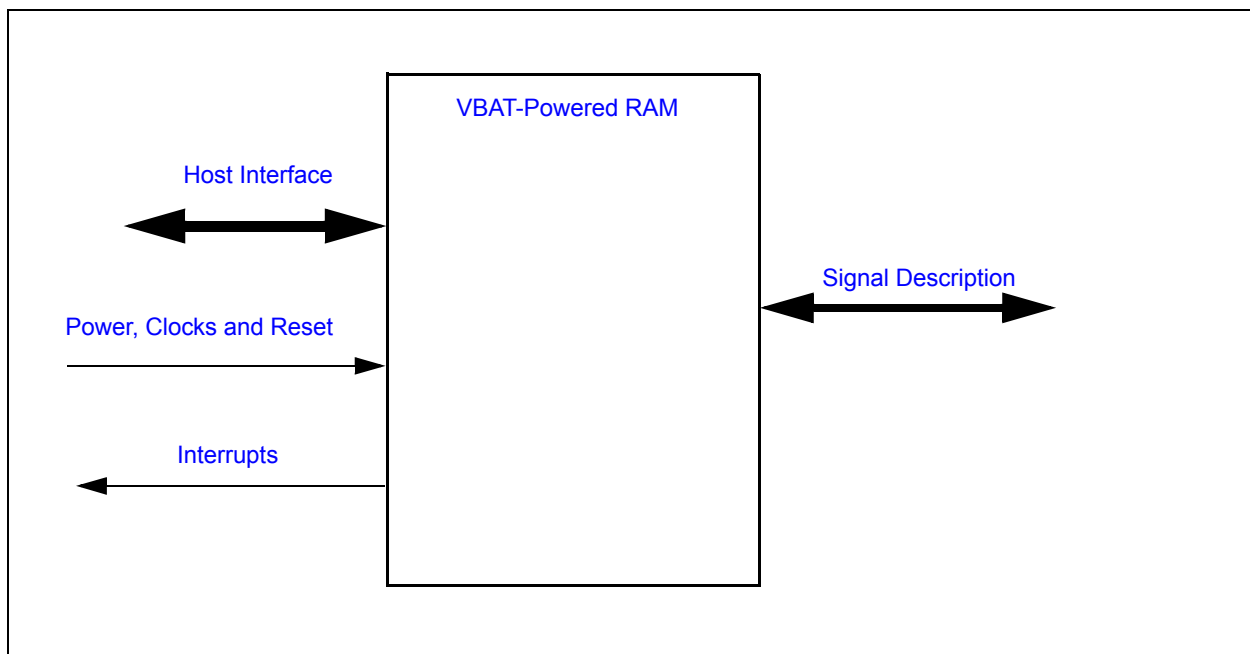 VBAT-Powered RAM
Host Interface
Signal Description
Power, Clocks and Reset
Interrupts